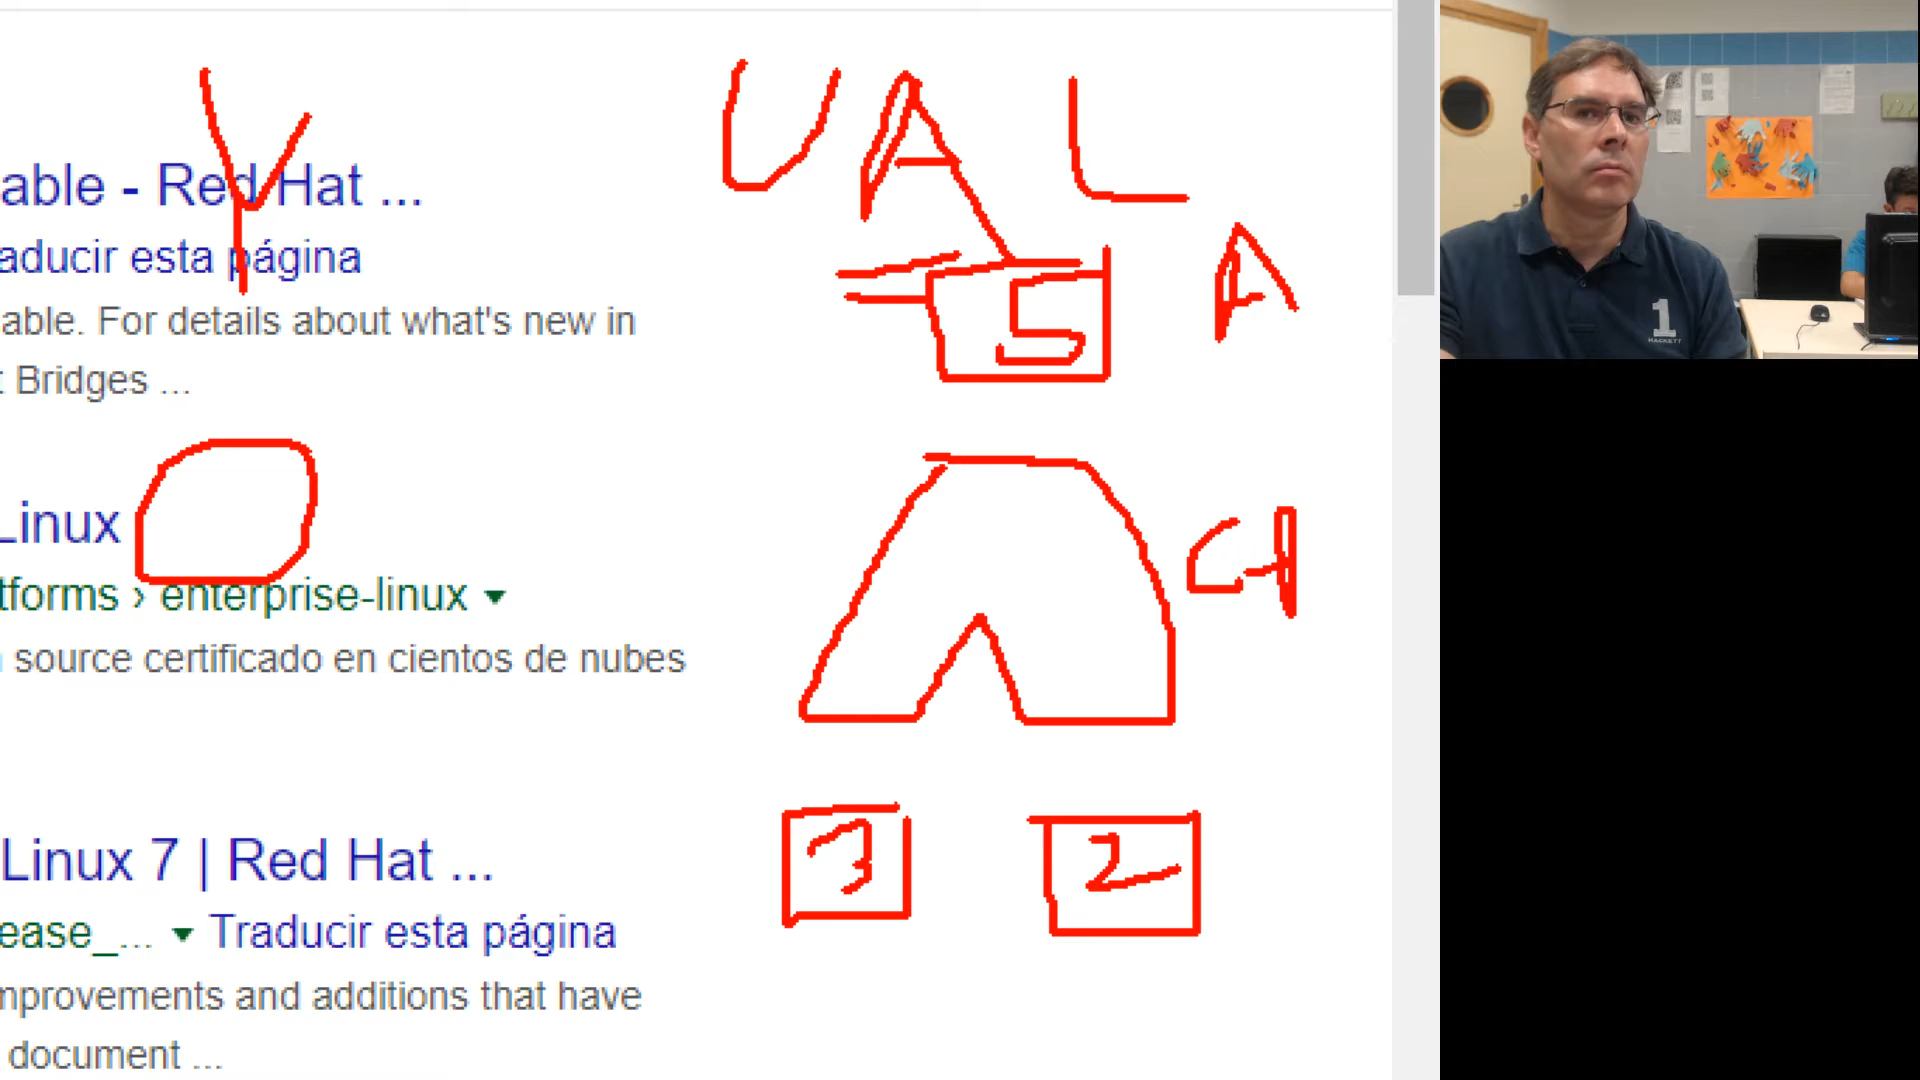 Y
U A L
able - Red Hat ...
aducir esta página
5
A
able. For details about what's new in
t Bridges ...
Linux
tforms › enterprise-linux
source certificado en cientos de nubes
Linux 7 | Red Hat ...
3
2
ease_... Traducir esta página
mprovements and additions that have
document ...
1
HACKETT